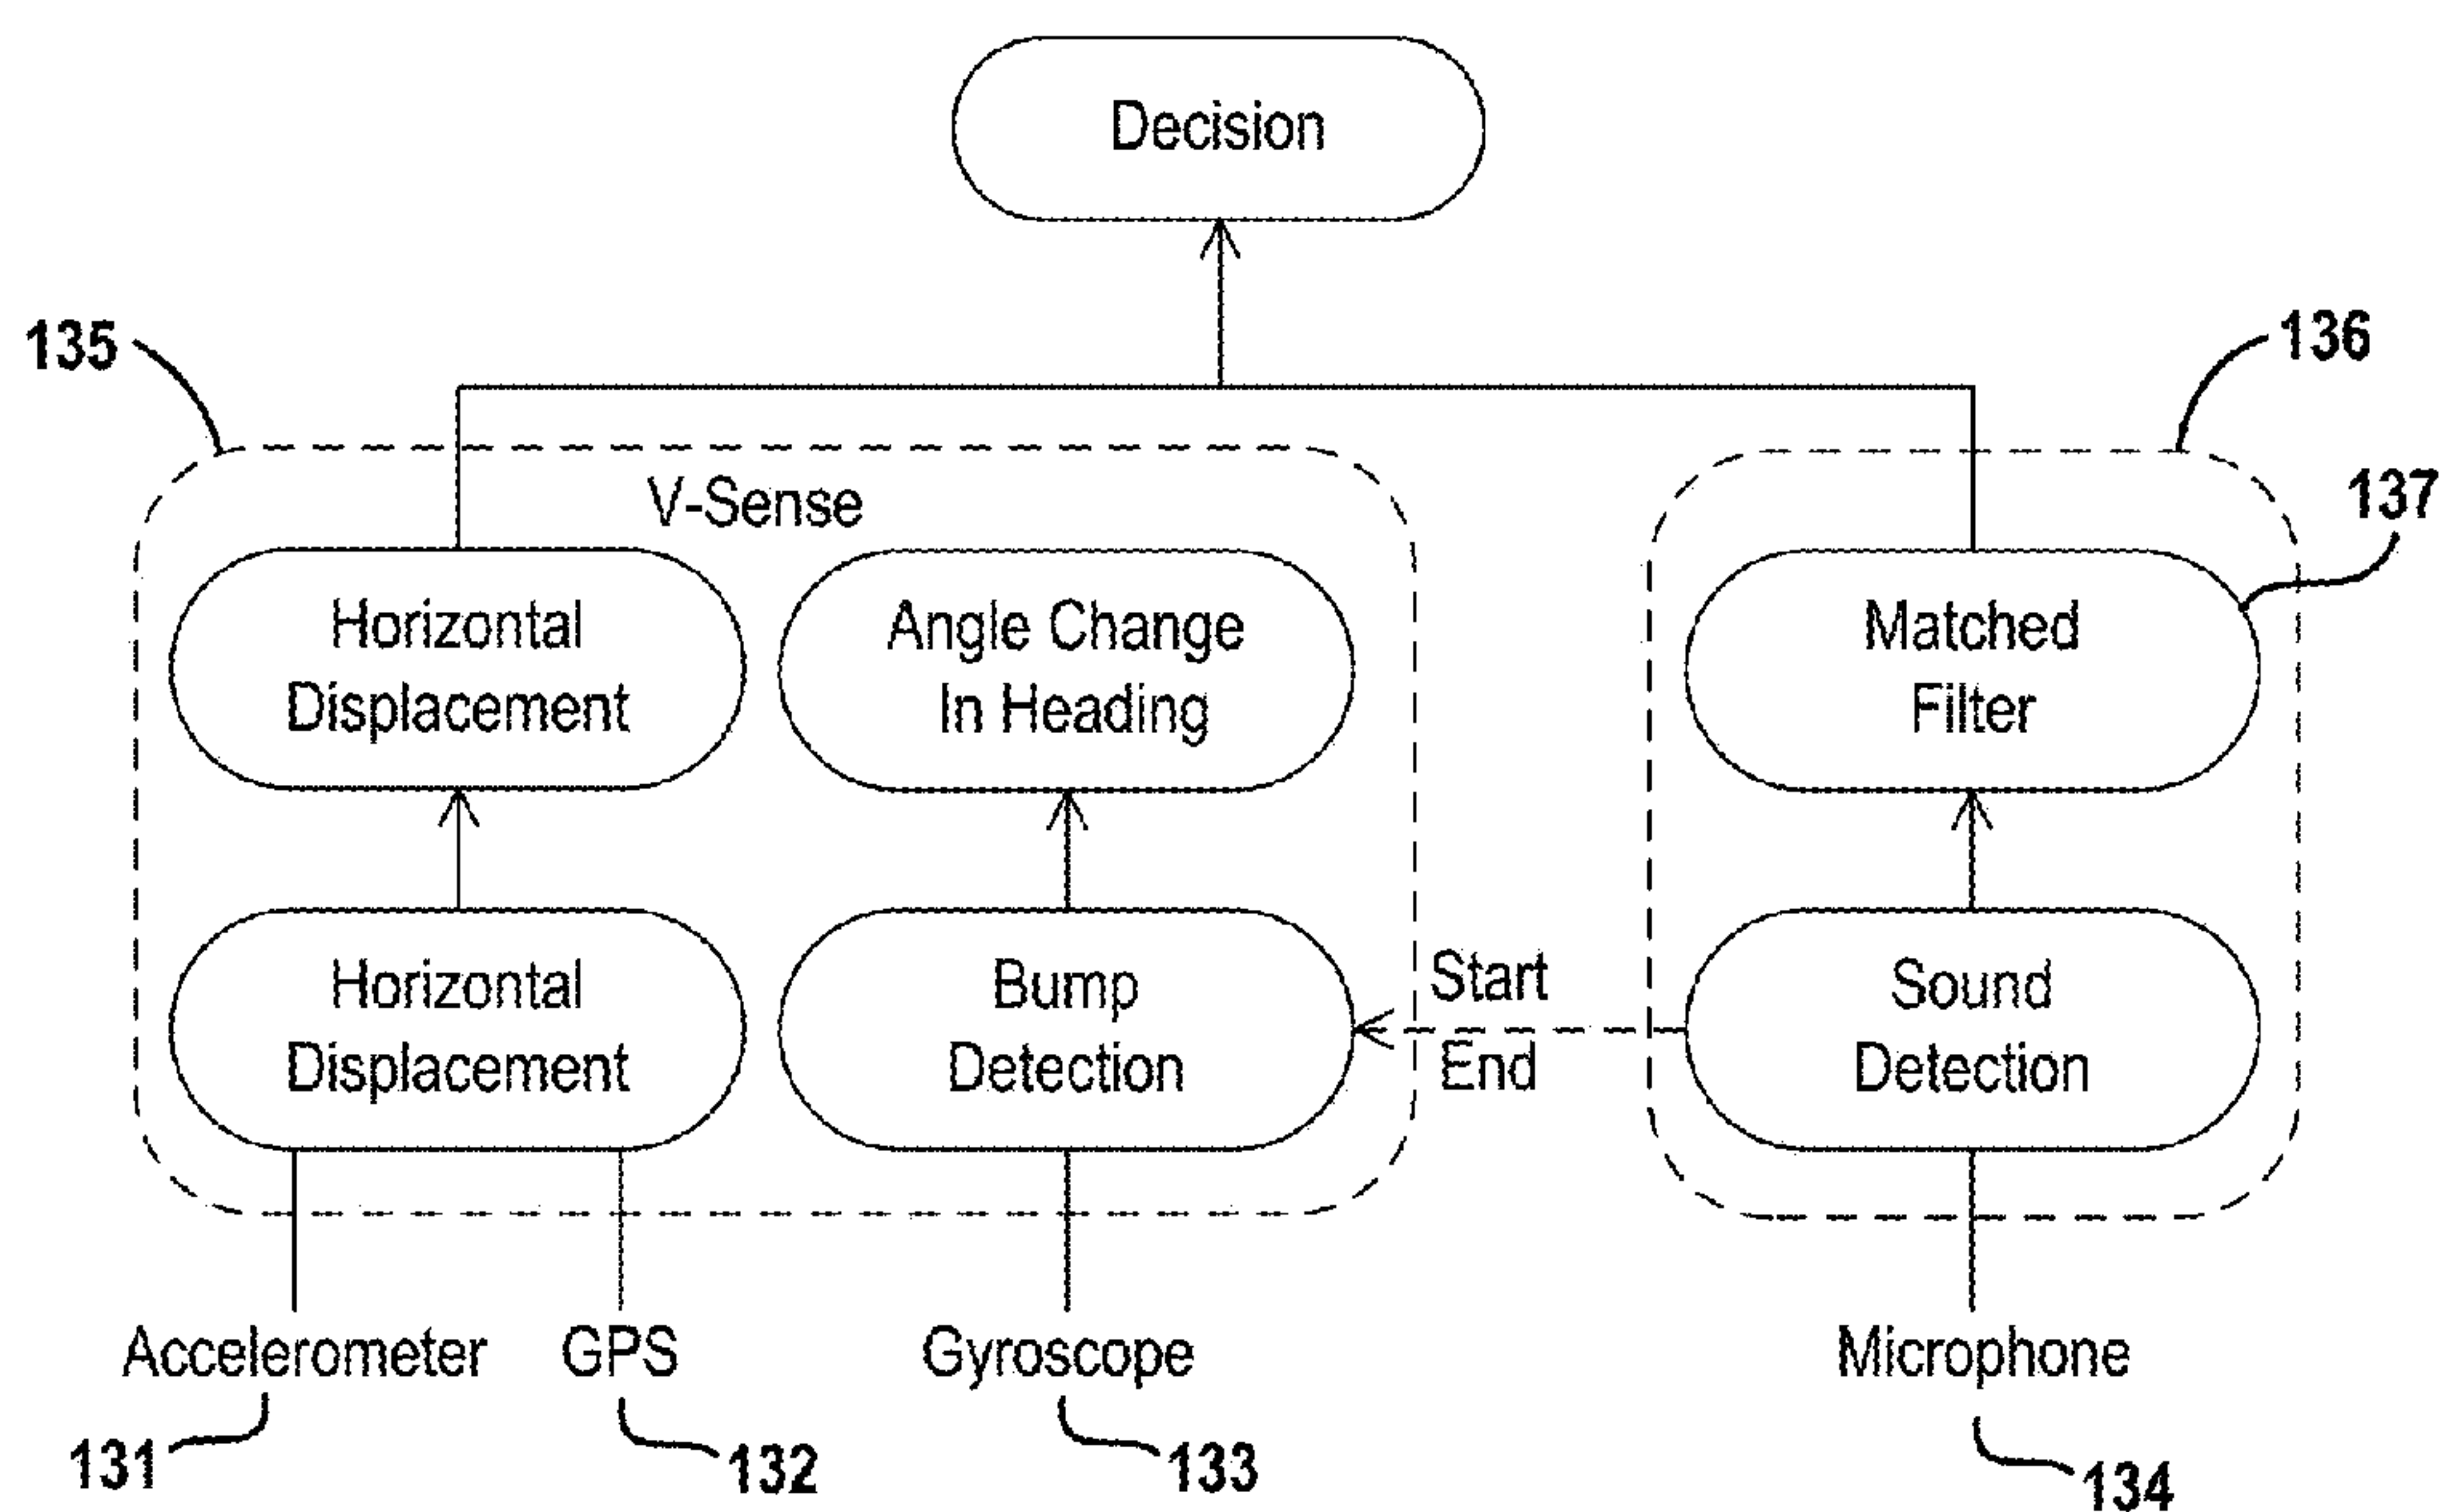 Decision
135
136
137
V-Sense
Horizontal
Displacement
Angle Change
In Heading
Matched
Filter
Horizontal
Displacement
Bump
Detection
Start
End
Sound
Detection
Accelerometer
GPS
Gyroscope
Microphone
131
132
133
134